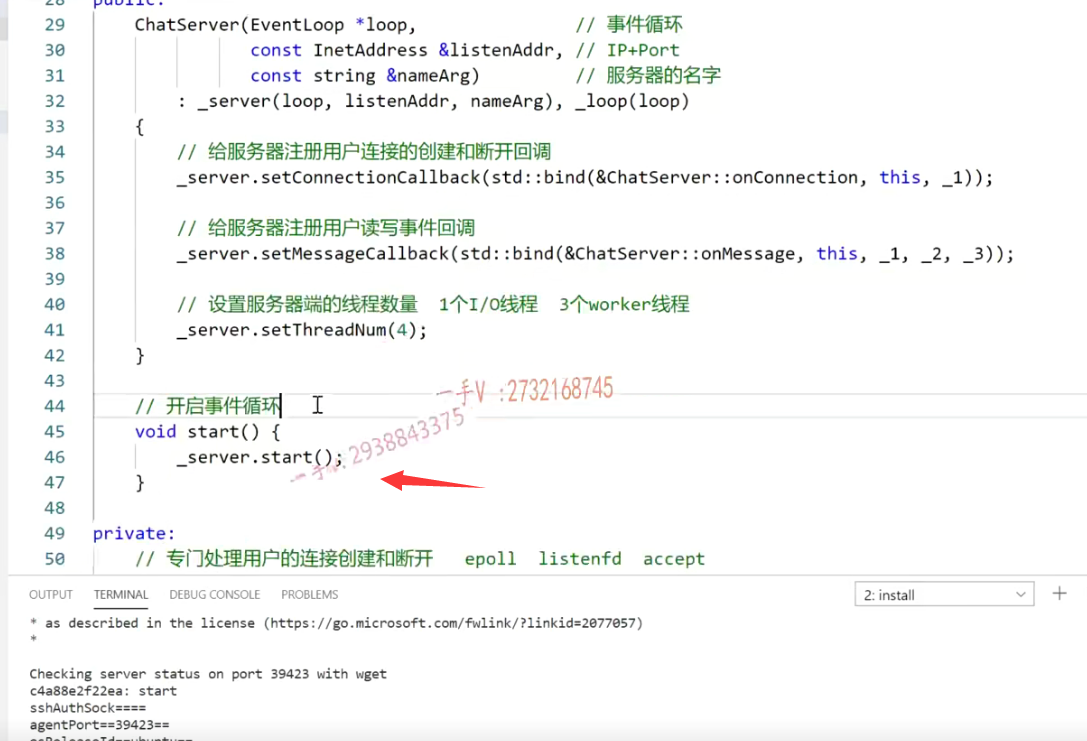 28 public:
29 ChatServer(EventLoop *loop, // 事件循环
30 const InetAddress &listenAddr, // IP+Port
31 const string &nameArg) // 服务器的名字
32 : _server(loop, listenAddr, nameArg), _loop(loop)
33 {
34 // 给服务器注册用户连接的创建和断开回调
35 _server.setConnectionCallback(std::bind(&ChatServer::onConnection, this, _1));
36
37 // 给服务器注册用户读写事件回调
38 _server.setMessageCallback(std::bind(&ChatServer::onMessage, this, _1, _2, _3));
39
40 // 设置服务器端的线程数量 1个I/O线程 3个worker线程
41 _server.setThreadNum(4);
42 }
43
一手V :2732168745
44 // 开启事件循环
45 void start() {
46 _server.start();
一手 :2938843375
47 }
48
49 private:
50 // 专门处理用户的连接创建和断开 epoll listenfd accept
OUTPUT TERMINAL DEBUG CONSOLE PROBLEMS 2: install
* as described in the license (https://go.microsoft.com/fwlink/?linkid=2077057)
*
Checking server status on port 39423 with wget
c4a88e2f22ea: start
sshAuthSock====
agentPort==39423==
osReleaseId==ubuntu==